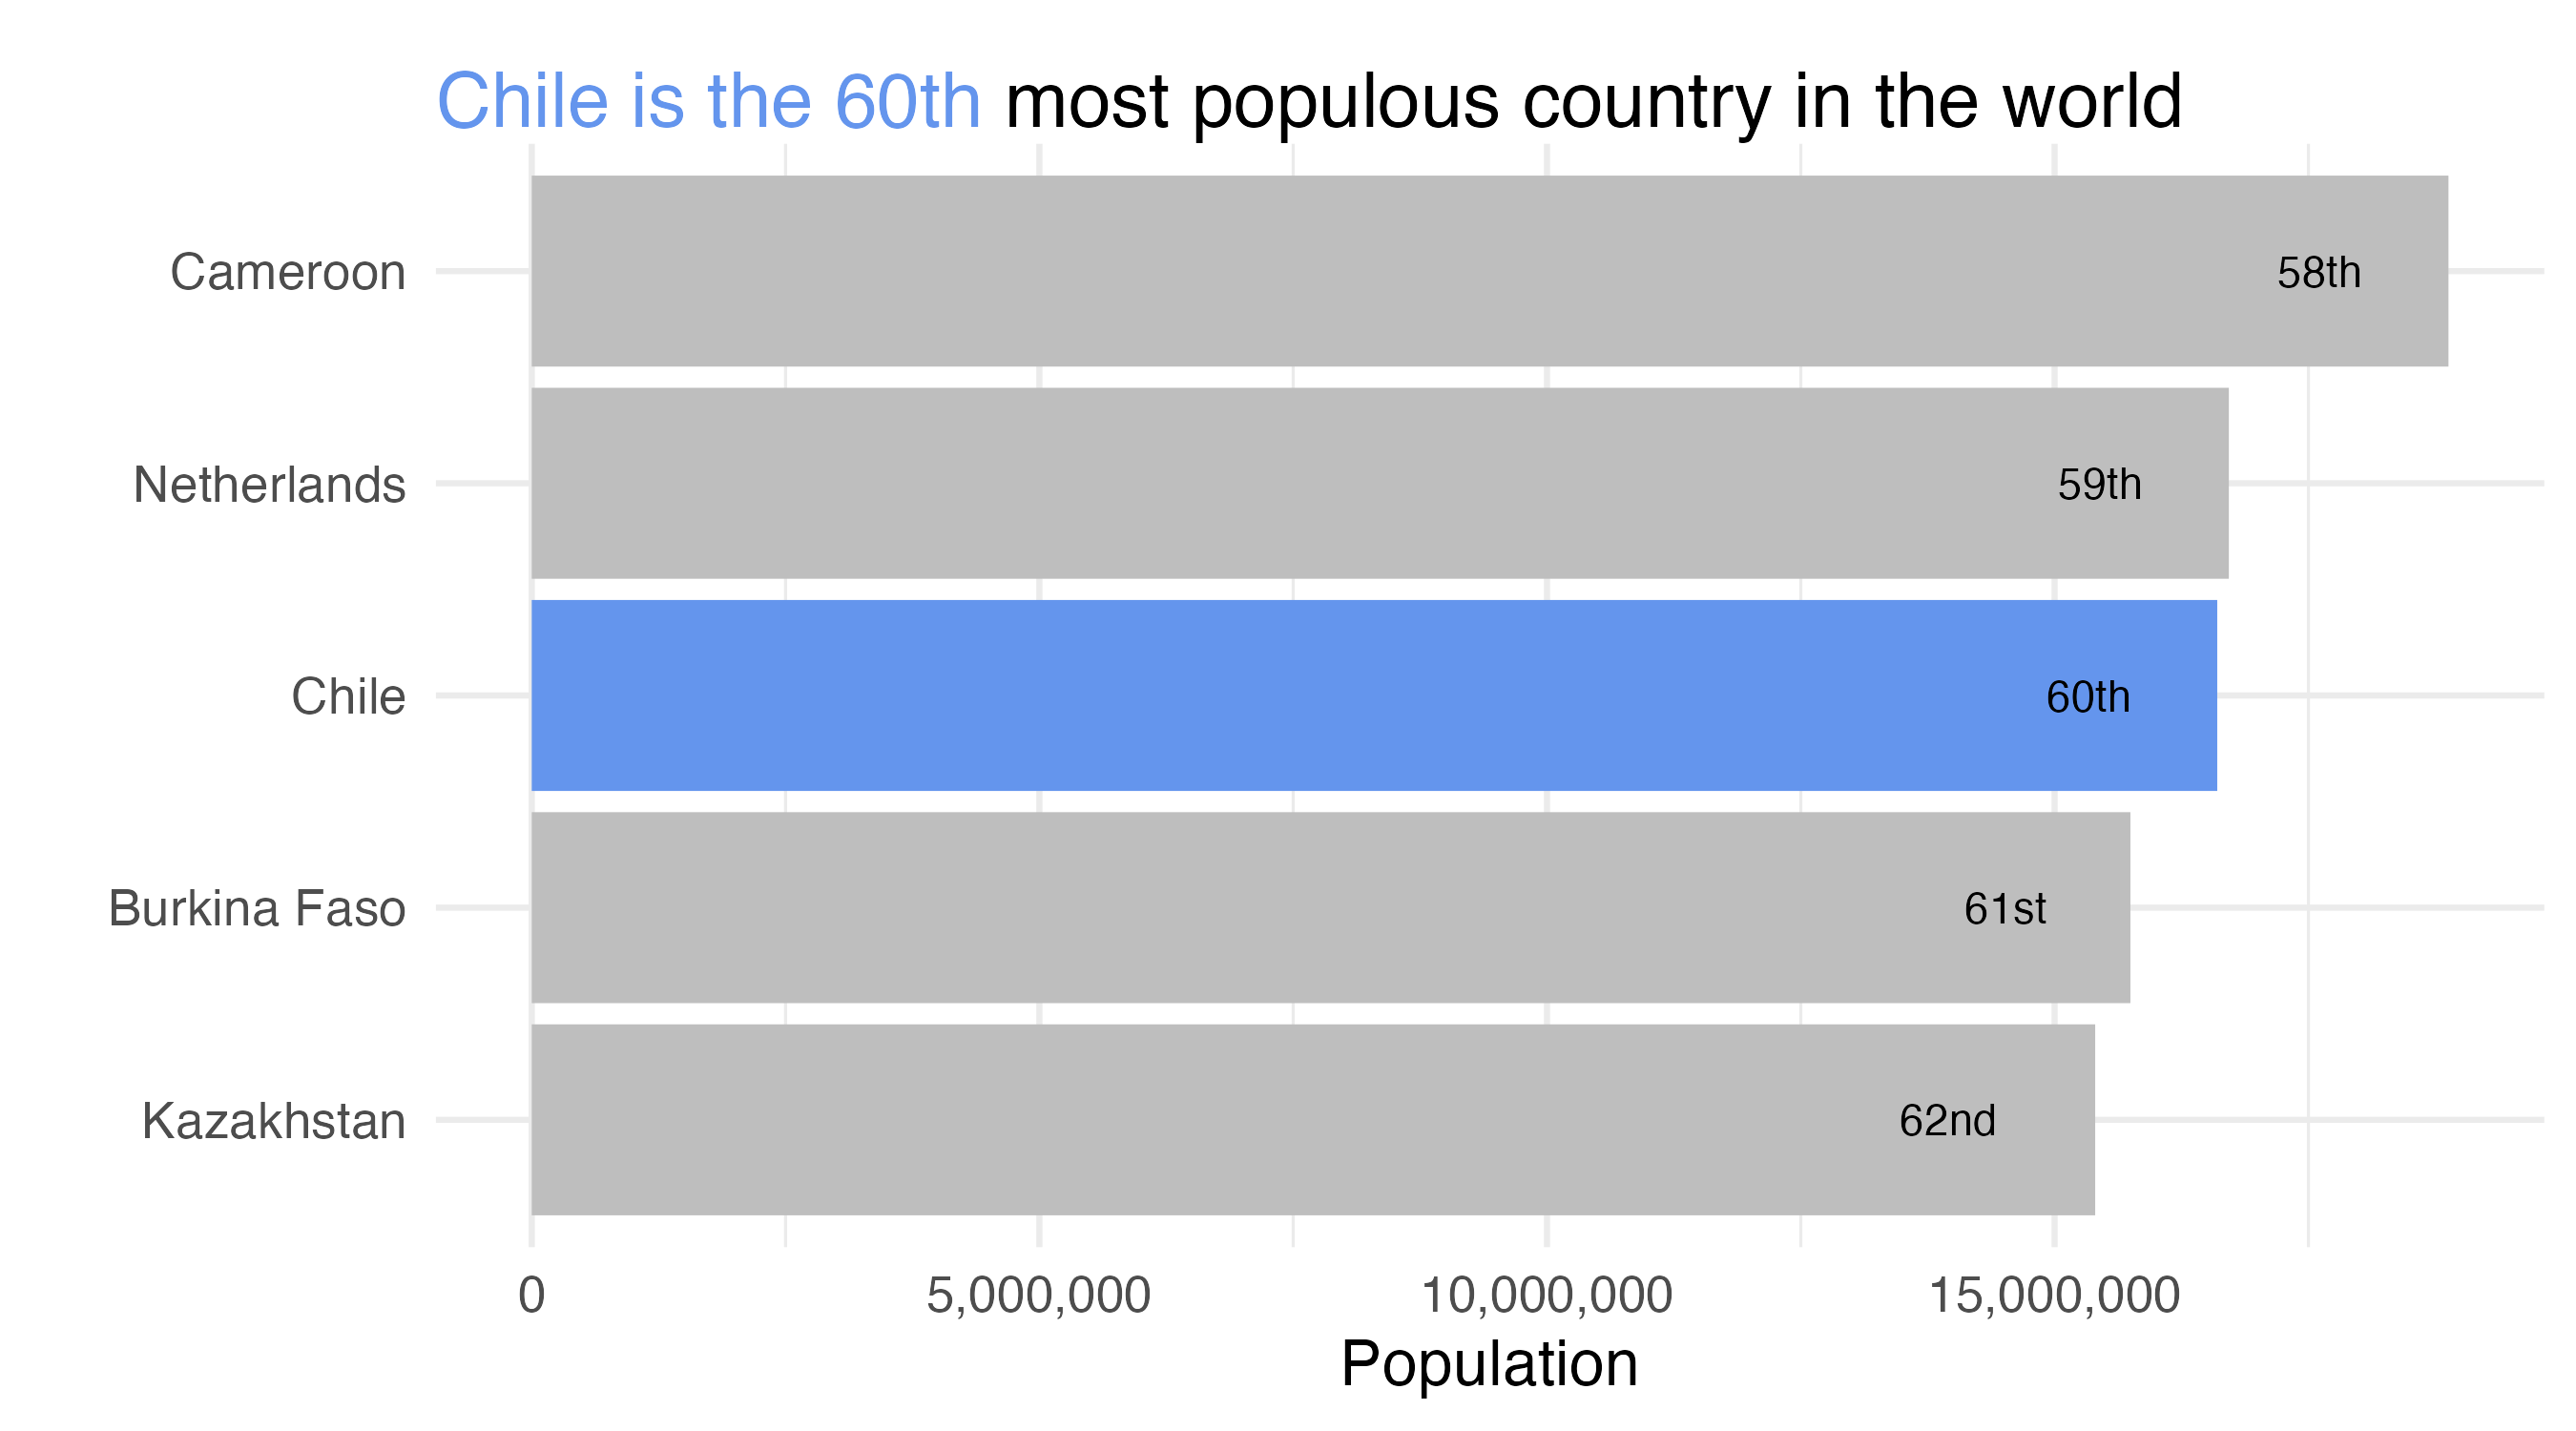 Chile is the 60th most populous country in the world
Cameroon
58th
Netherlands
59th
Chile
60th
Burkina Faso
61st
Kazakhstan
62nd
0 5,000,000 10,000,000 15,000,000
Population